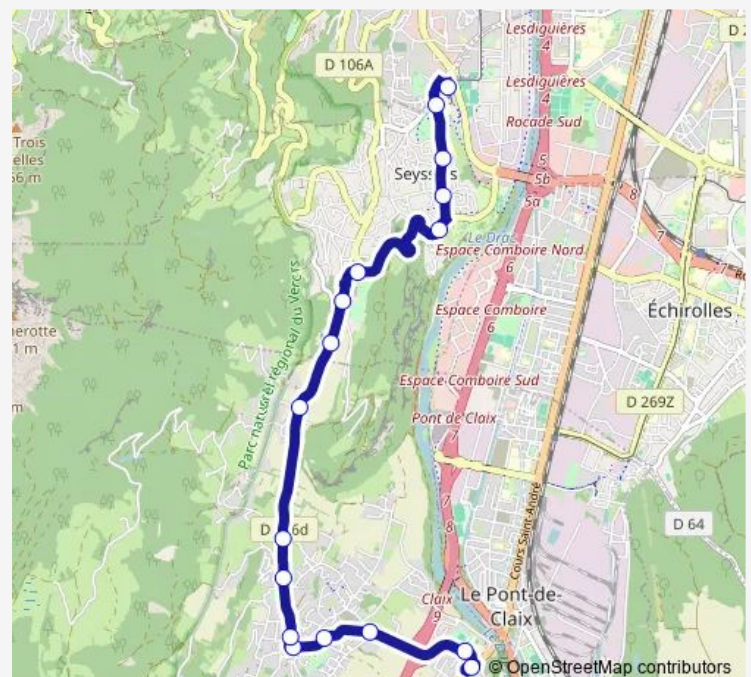 Lesdiguières
4
D 106A
Lesdiguières
4
Rocade Sud
Trois
5
5b
5a
8
7
7
Le Drac
Espace Comboire Nord
6
Espace Comboire
6
Échirolles
Parc naturel régional du Vercors
Espace Comboire Sud
D 269Z
Pont de Claix
7
7
8
Cours Saint-André
D 64
Claix
9
Le Pont-de-
Claix
© OpenStreetMap contributors